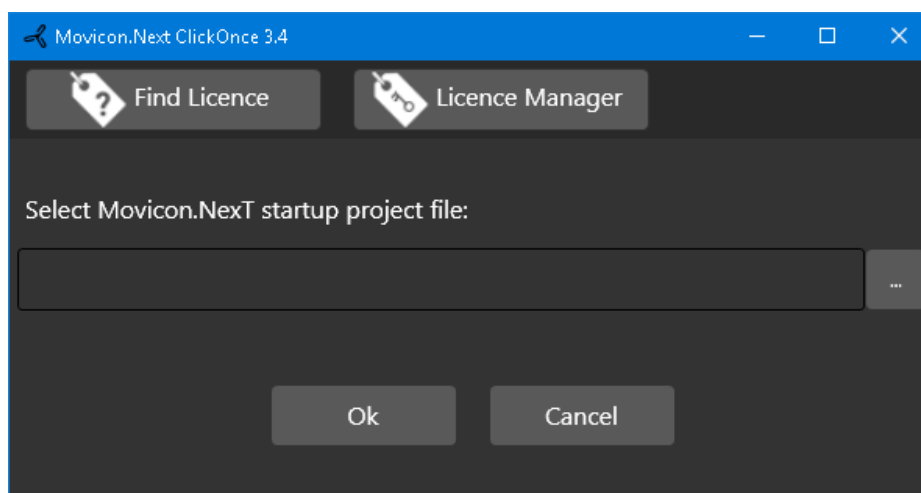 Movicon.Next ClickOnce 3.4
Find Licence
Licence Manager
Select Movicon.NexT startup project file:
...
Ok
Cancel